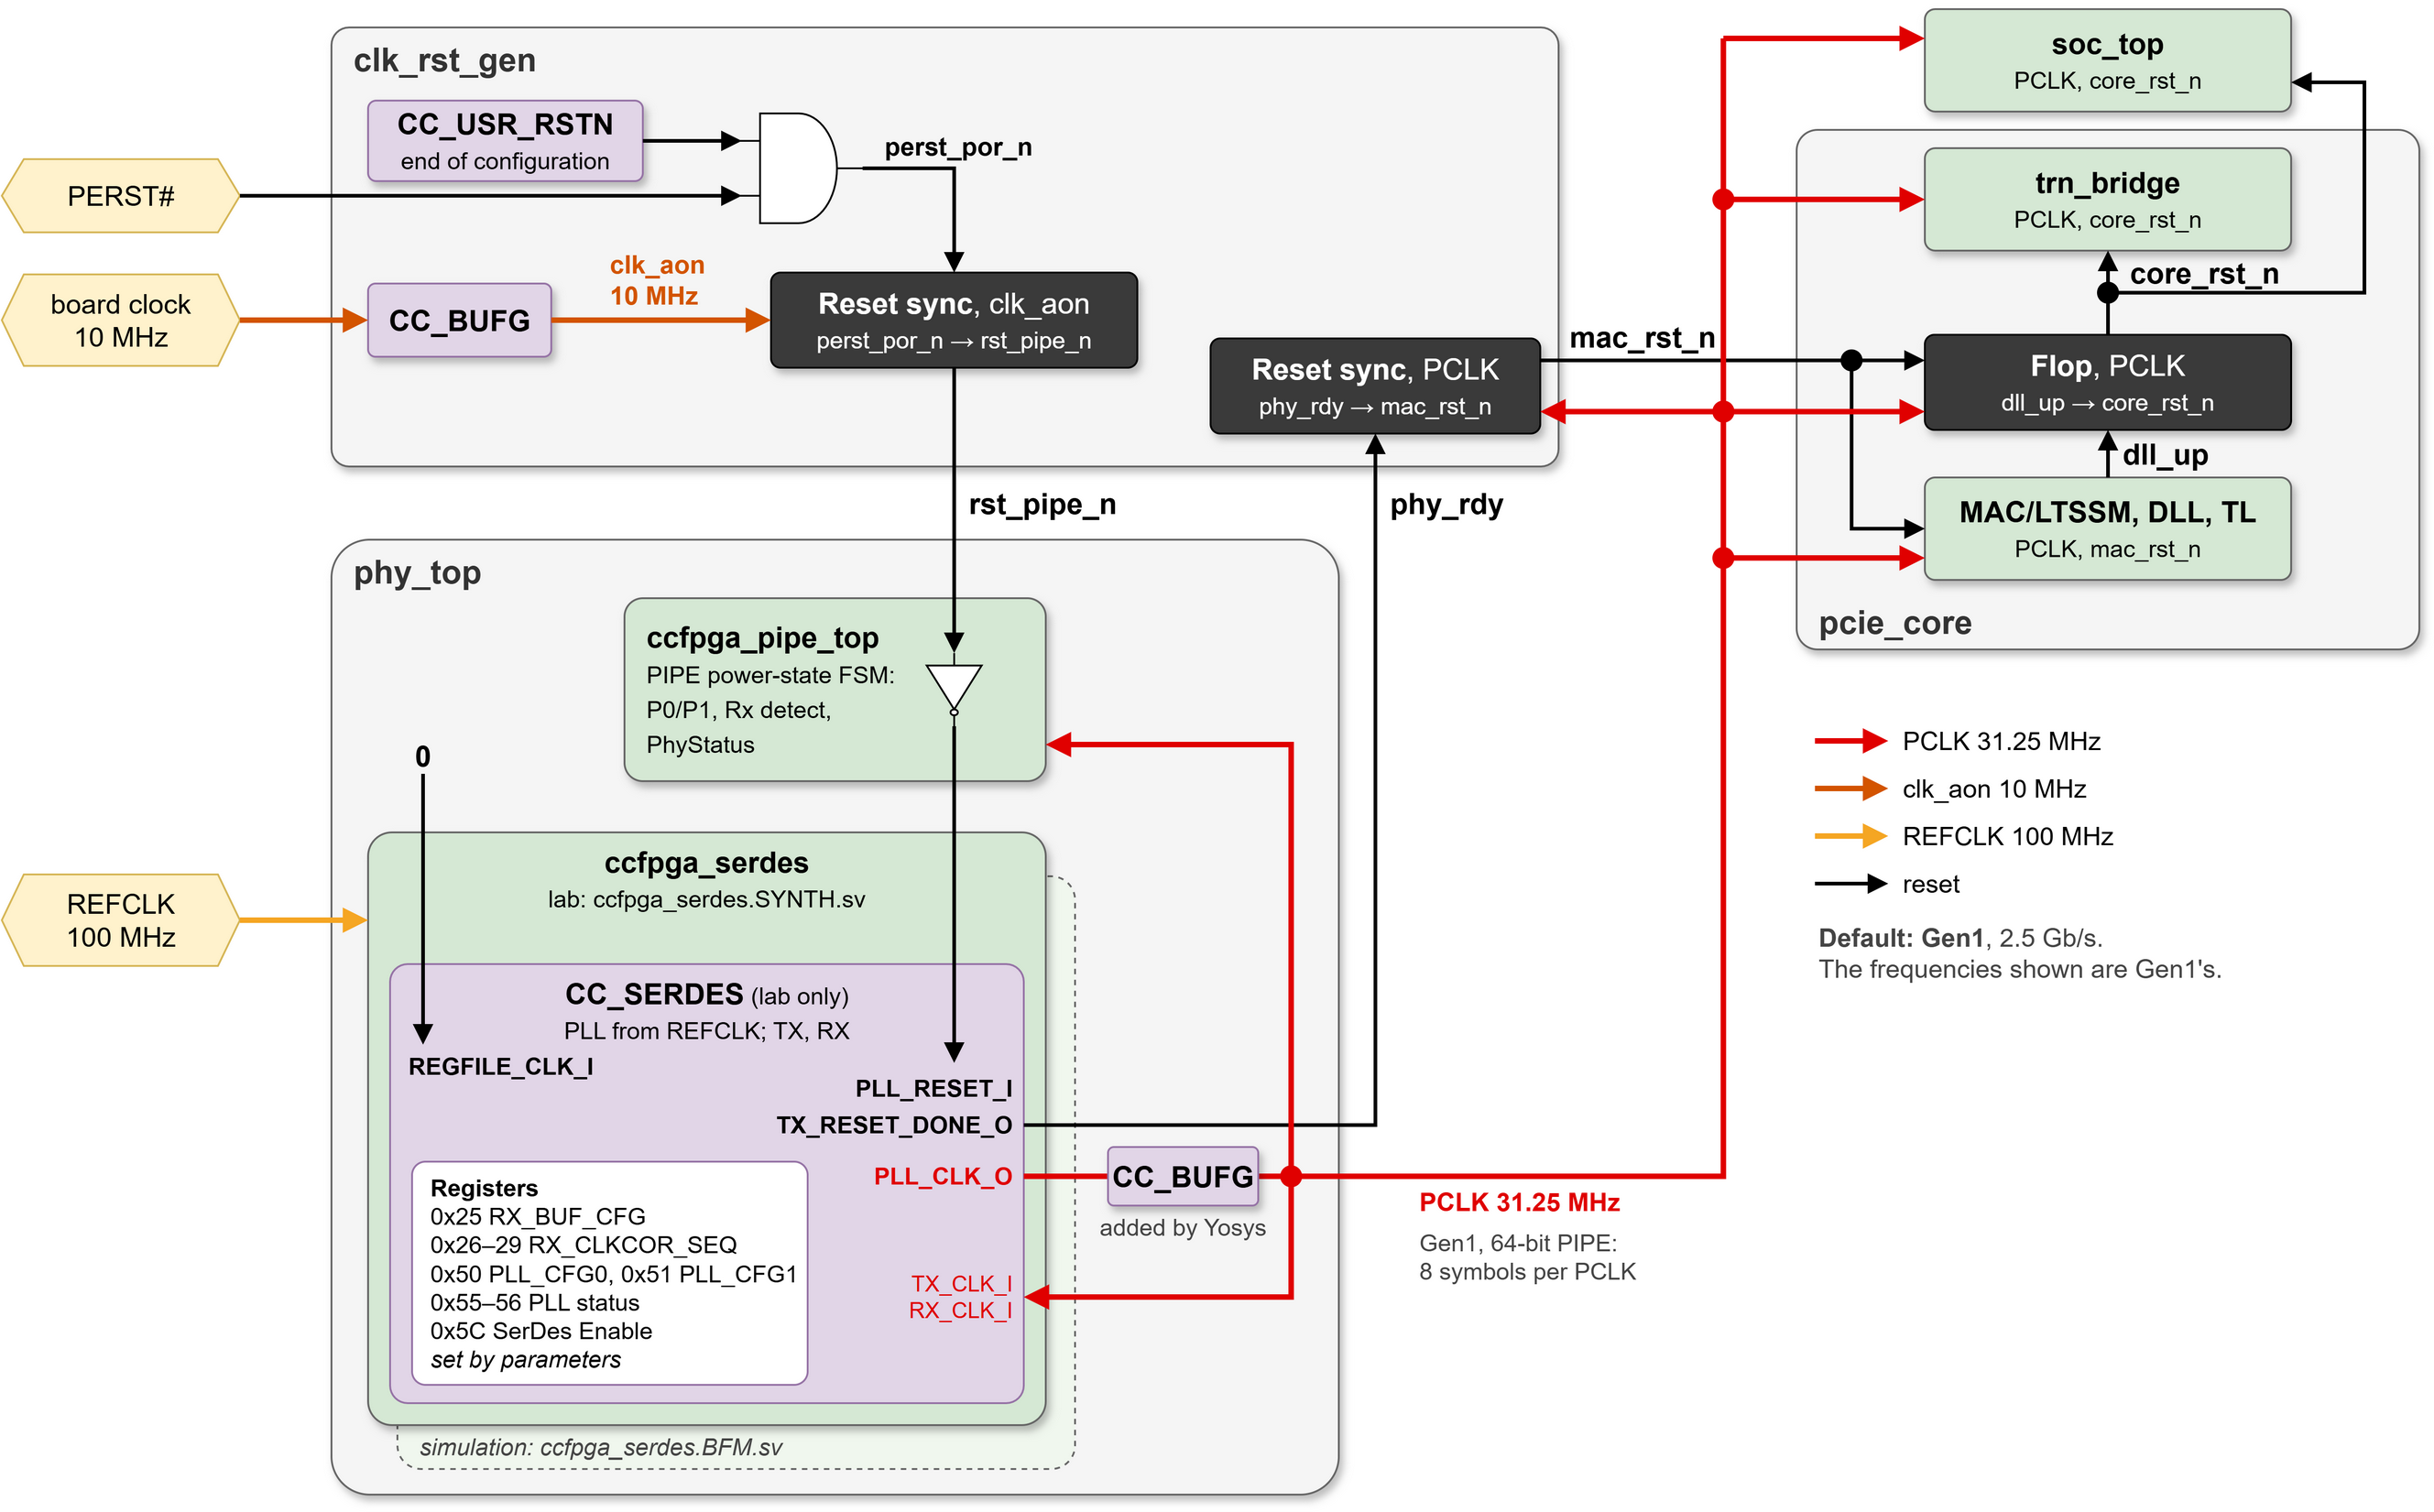 clk_rst_gen
CC_USR_RSTN
end of configuration
PERST#
perst_por_n
board clock
10 MHz
CC_BUFG
clk_aon
10 MHz
Reset sync, clk_aon
perst_por_n → rst_pipe_n
Reset sync, PCLK
phy_rdy → mac_rst_n
mac_rst_n
soc_top
PCLK, core_rst_n
trn_bridge
PCLK, core_rst_n
core_rst_n
Flop, PCLK
dll_up → core_rst_n
dll_up
MAC/LTSSM, DLL, TL
PCLK, mac_rst_n
pcie_core
rst_pipe_n
phy_rdy
phy_top
ccfpga_pipe_top
PIPE power-state FSM:
P0/P1, Rx detect,
PhyStatus
0
REFCLK
100 MHz
ccfpga_serdes
lab: ccfpga_serdes.SYNTH.sv
CC_SERDES (lab only)
PLL from REFCLK; TX, RX
REGFILE_CLK_I
PLL_RESET_I
TX_RESET_DONE_O
PLL_CLK_O
TX_CLK_I
RX_CLK_I
Registers
0x25 RX_BUF_CFG
0x26–29 RX_CLKCOR_SEQ
0x50 PLL_CFG0, 0x51 PLL_CFG1
0x55–56 PLL status
0x5C SerDes Enable
set by parameters
simulation: ccfpga_serdes.BFM.sv
CC_BUFG
added by Yosys
PCLK 31.25 MHz
Gen1, 64-bit PIPE:
8 symbols per PCLK
PCLK 31.25 MHz
clk_aon 10 MHz
REFCLK 100 MHz
reset
Default: Gen1, 2.5 Gb/s.
The frequencies shown are Gen1's.